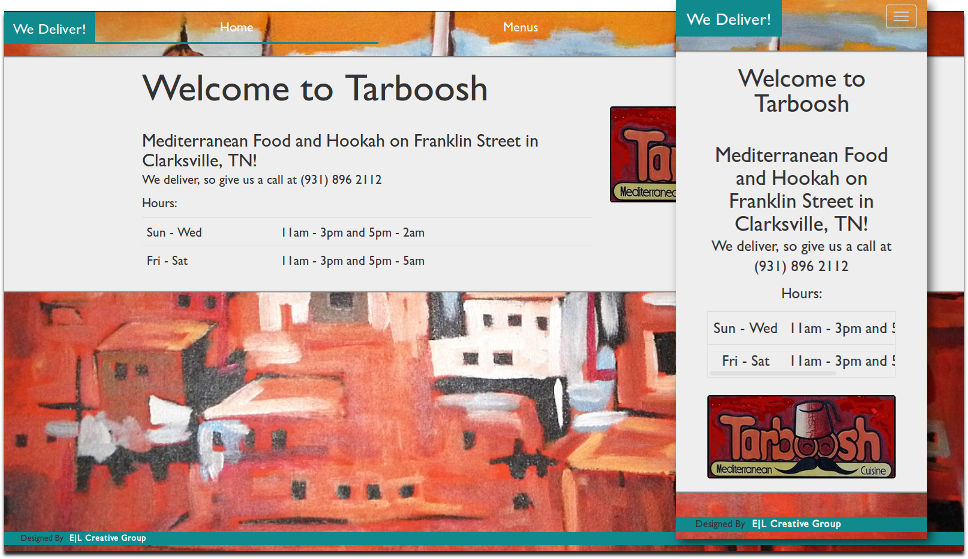 We Deliver!
Home
Menus
Welcome to Tarboosh
Mediterranean Food and Hookah on Franklin Street in
Clarksville, TN!
We deliver, so give us a call at (931) 896 2112
Hours:
Sun - Wed 11am - 3pm and 5pm - 2am
Fri - Sat 11am - 3pm and 5pm - 5am
Designed By E|L Creative Group
We Deliver!
Welcome to
Tarboosh
Mediterranean Food
and Hookah on
Franklin Street in
Clarksville, TN!
We deliver, so give us a call at
(931) 896 2112
Hours:
Sun - Wed 11am - 3pm and 5
Fri - Sat 11am - 3pm and 5
Tarboosh
Mediterranean Cuisine
Designed By E|L Creative Group